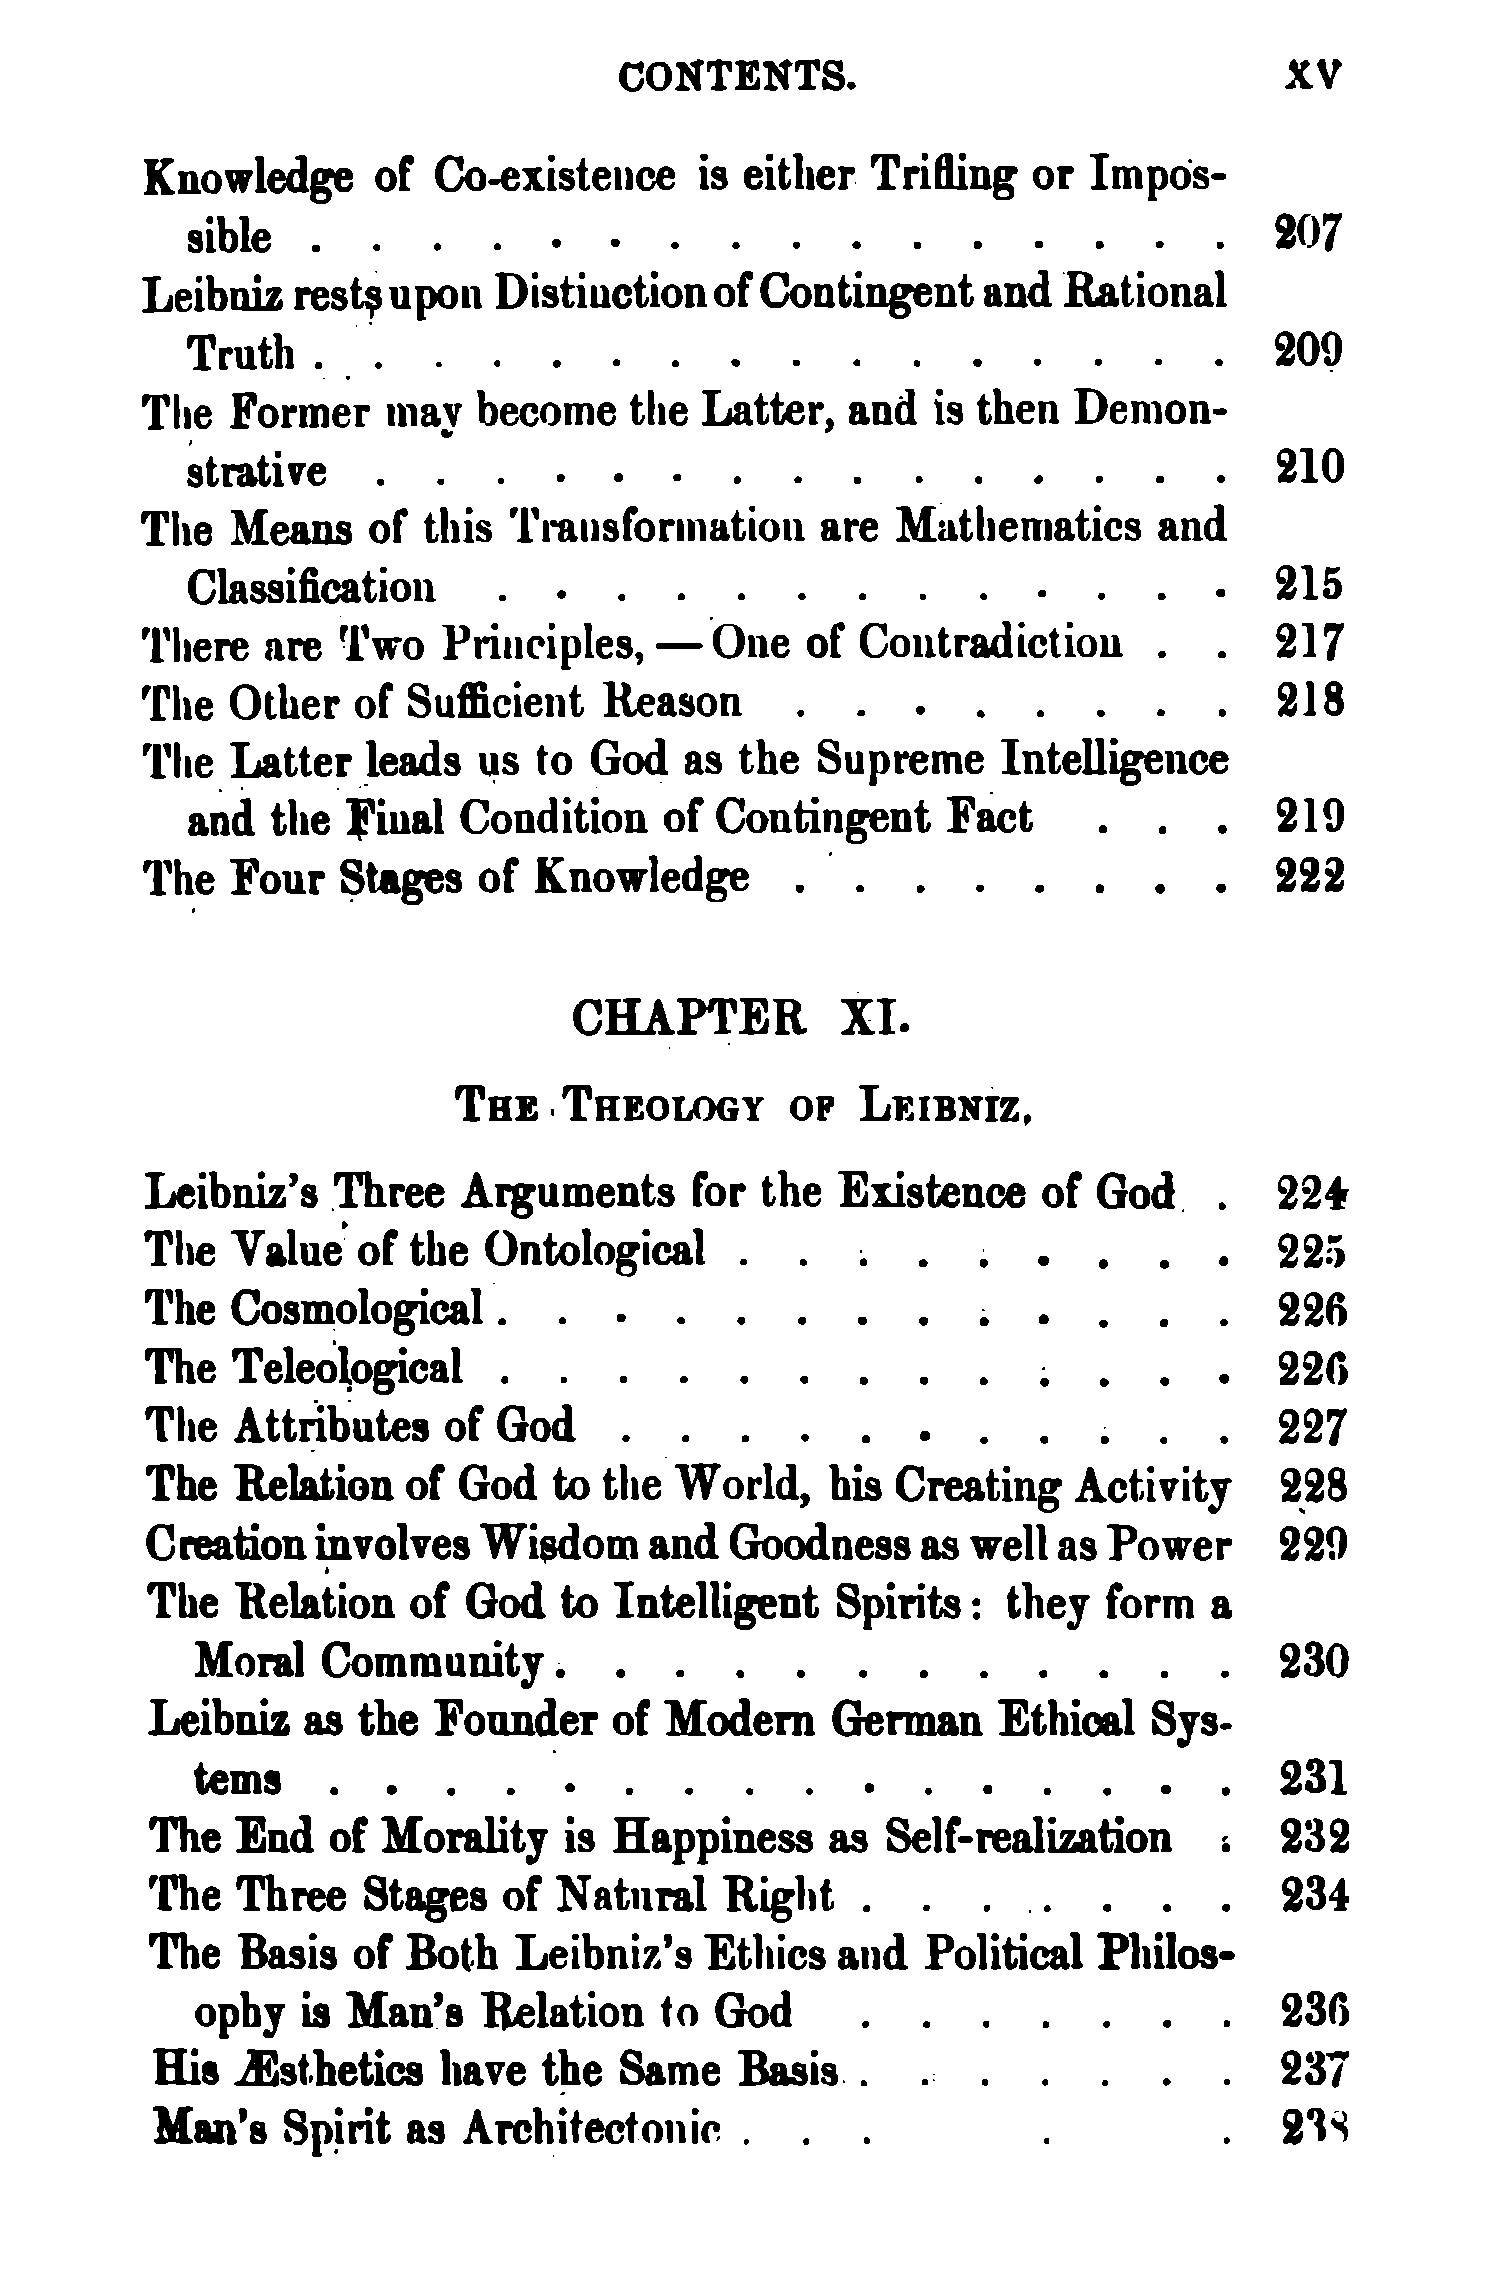 CONTENTS. XV
Knowledge of Co-existence is either Trifling or Impos-
sible . . . . . . . . . . . . . . . . 207
Leibniz rests upon Distinction of Contingent and Rational
Truth . . . . . . . . . . . . . . . . 209
The Former may become the Latter, and is then Demon-
strative . . . . . . . . . . . . . . . 210
The Means of this Transformation are Mathematics and
Classification . . . . . . . . . . . . . 215
There are Two Principles, — One of Contradiction . . 217
The Other of Sufficient Reason . . . . . . . . 218
The Latter leads us to God as the Supreme Intelligence
and the Final Condition of Contingent Fact . . . 219
The Four Stages of Knowledge . . . . . . . . 222
CHAPTER XI.
THE THEOLOGY OF LEIBNIZ.
Leibniz's Three Arguments for the Existence of God . 224
The Value of the Ontological . . . . . . . . . 225
The Cosmological . . . . . . . . . . . . . 226
The Teleological . . . . . . . . . . . . . 226
The Attributes of God . . . . . . . . . . . 227
The Relation of God to the World, his Creating Activity 228
Creation involves Wisdom and Goodness as well as Power 229
The Relation of God to Intelligent Spirits: they form a
Moral Community . . . . . . . . . . . . 230
Leibniz as the Founder of Modern German Ethical Sys-
tems . . . . . . . . . . . . . . . . 231
The End of Morality is Happiness as Self-realization . 232
The Three Stages of Natural Right . . . . . . . 234
The Basis of Both Leibniz's Ethics and Political Philos-
ophy is Man's Relation to God . . . . . . . 236
His Æsthetics have the Same Basis . . . . . . . 237
Man's Spirit as Architectonic . . . . . 238